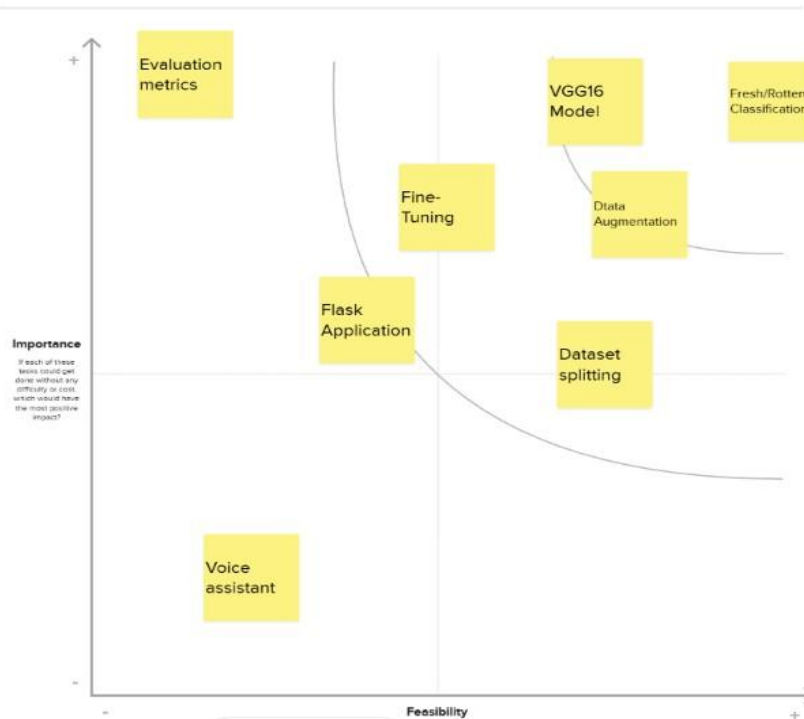 +
Evaluation
metrics
VGG16
Model
Fresh/Rotten
Classification
Fine-
Tuning
Dtata
Augmentation
Flask
Application
Importance
If each of these
tasks could get
done without any
difficulty or cost,
which would have
the most positive
impact?
Dataset
splitting
Voice
assistant
-
-
Feasibility
+